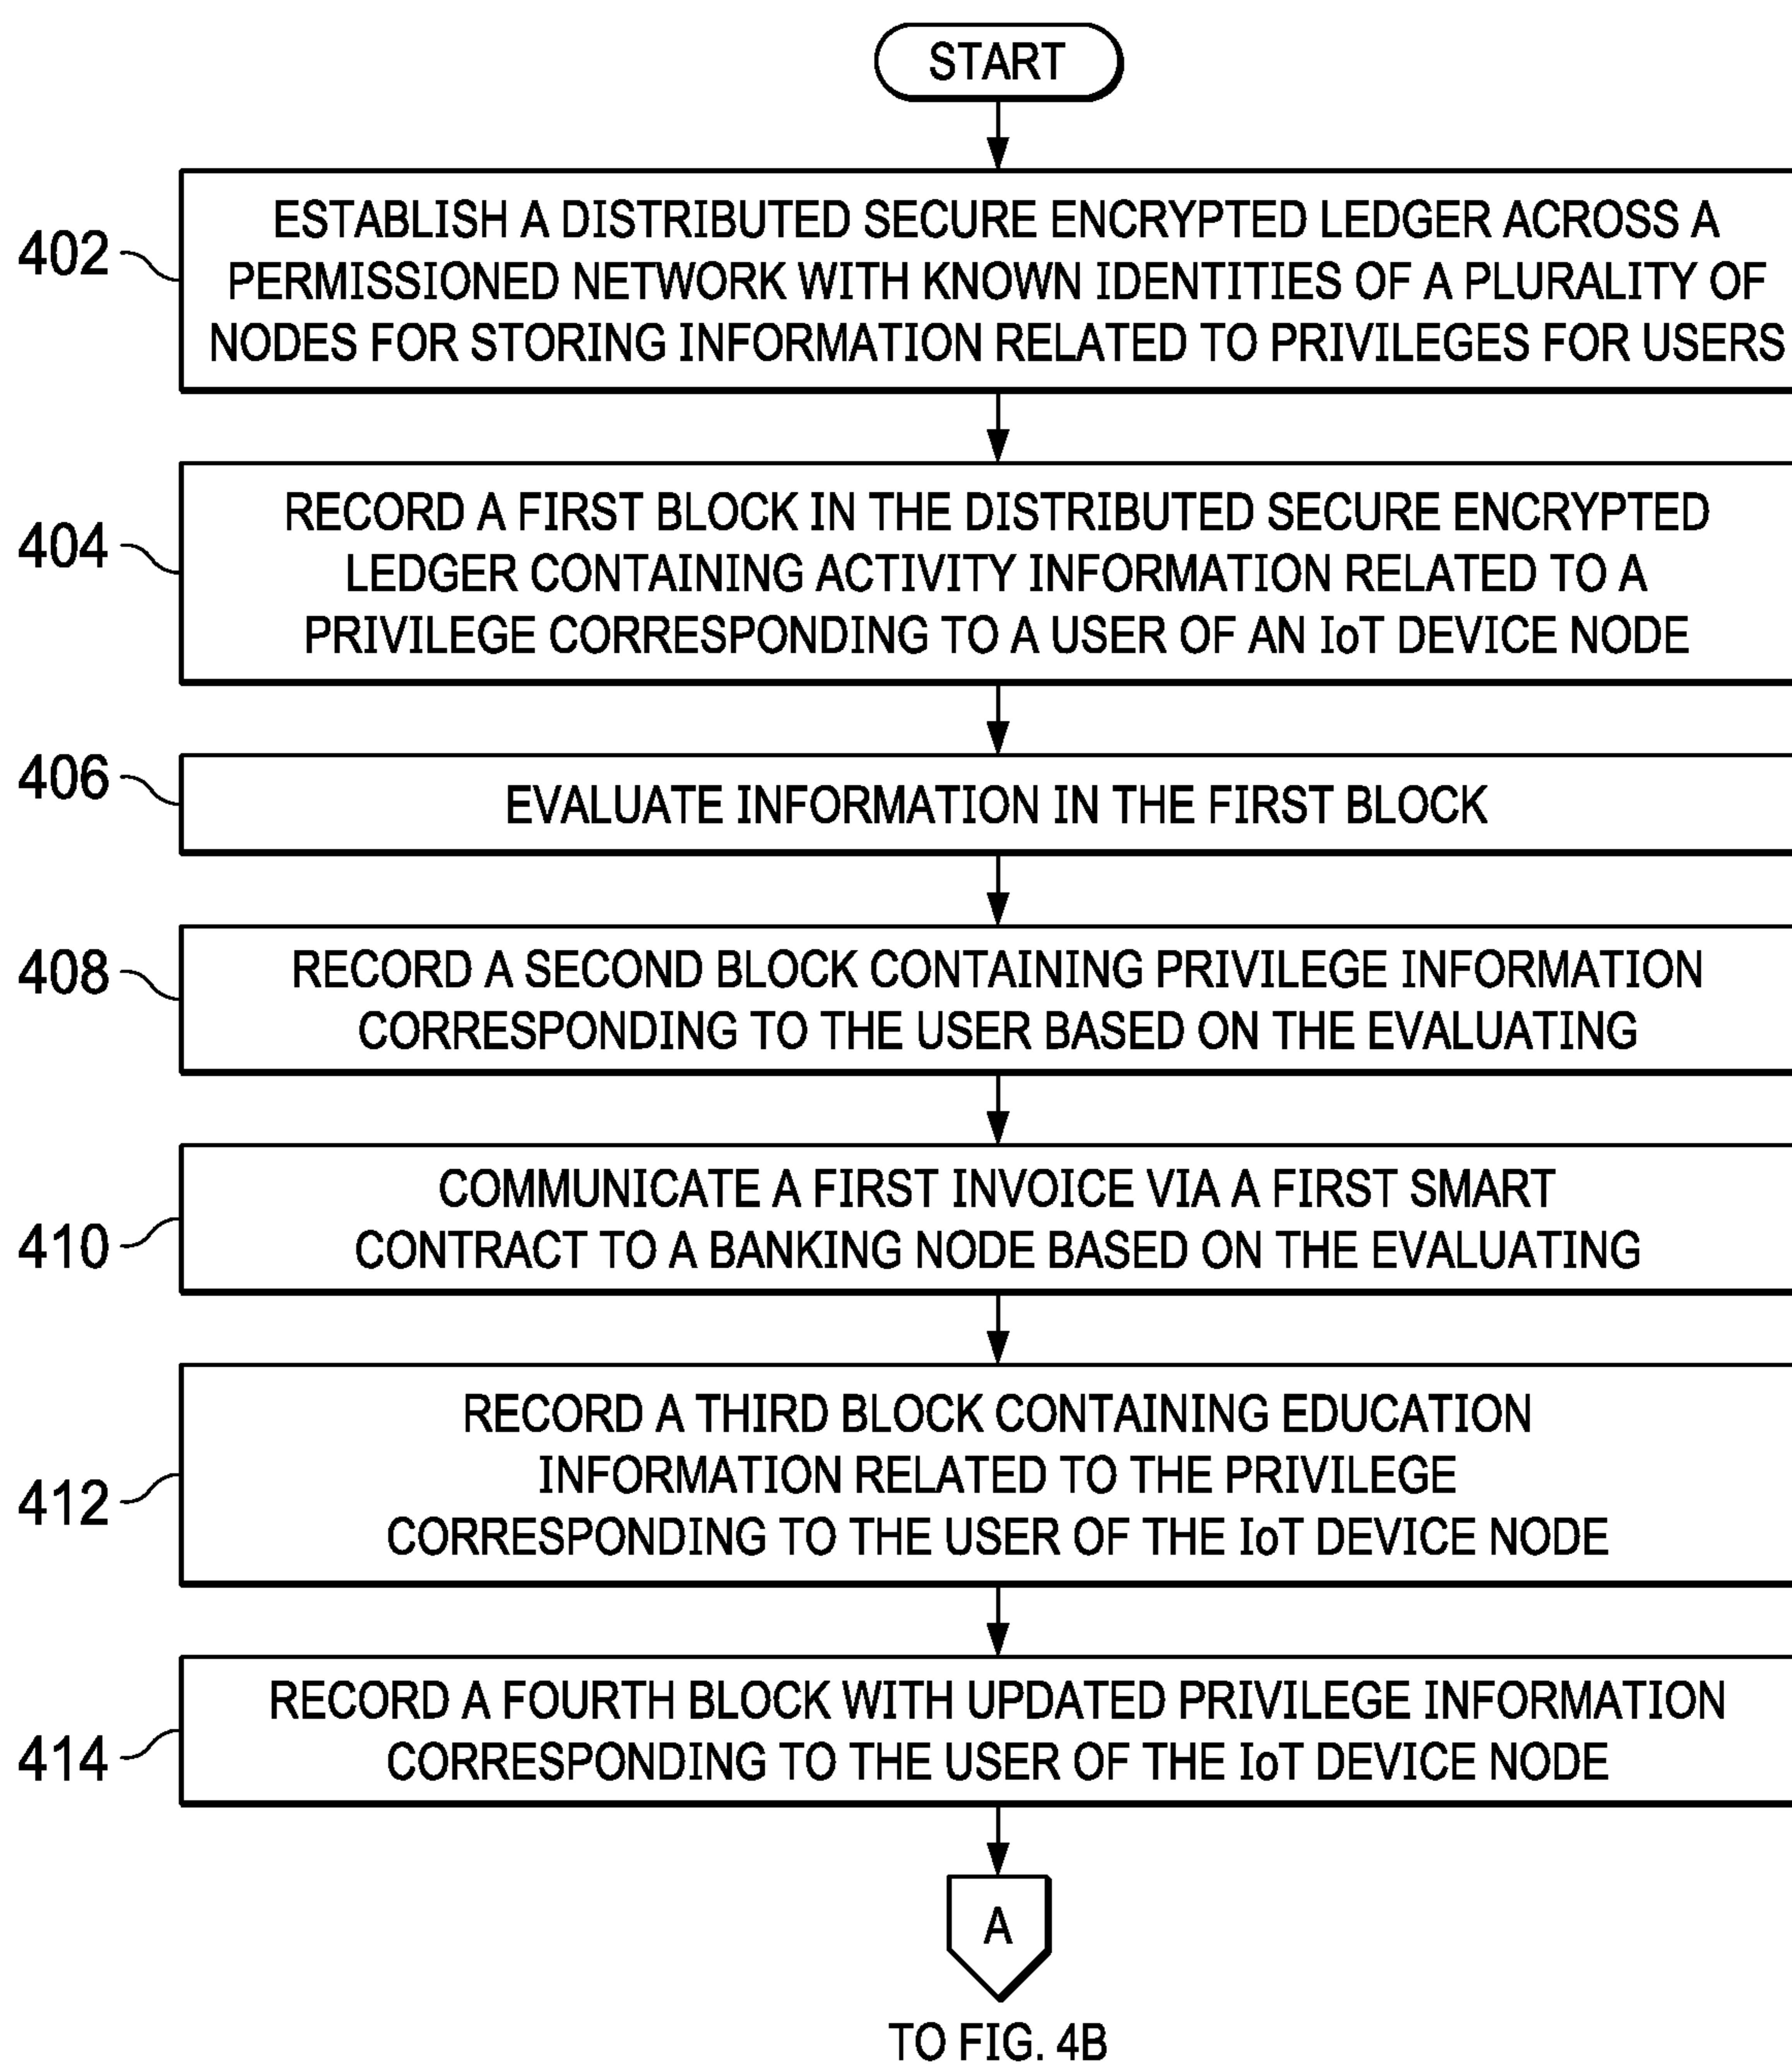 START
402
ESTABLISH A DISTRIBUTED SECURE ENCRYPTED LEDGER ACROSS A
PERMISSIONED NETWORK WITH KNOWN IDENTITIES OF A PLURALITY OF
NODES FOR STORING INFORMATION RELATED TO PRIVILEGES FOR USERS
404
RECORD A FIRST BLOCK IN THE DISTRIBUTED SECURE ENCRYPTED
LEDGER CONTAINING ACTIVITY INFORMATION RELATED TO A
PRIVILEGE CORRESPONDING TO A USER OF AN IoT DEVICE NODE
406
EVALUATE INFORMATION IN THE FIRST BLOCK
408
RECORD A SECOND BLOCK CONTAINING PRIVILEGE INFORMATION
CORRESPONDING TO THE USER BASED ON THE EVALUATING
410
COMMUNICATE A FIRST INVOICE VIA A FIRST SMART
CONTRACT TO A BANKING NODE BASED ON THE EVALUATING
412
RECORD A THIRD BLOCK CONTAINING EDUCATION
INFORMATION RELATED TO THE PRIVILEGE
CORRESPONDING TO THE USER OF THE IoT DEVICE NODE
414
RECORD A FOURTH BLOCK WITH UPDATED PRIVILEGE INFORMATION
CORRESPONDING TO THE USER OF THE IoT DEVICE NODE
A
TO FIG. 4B